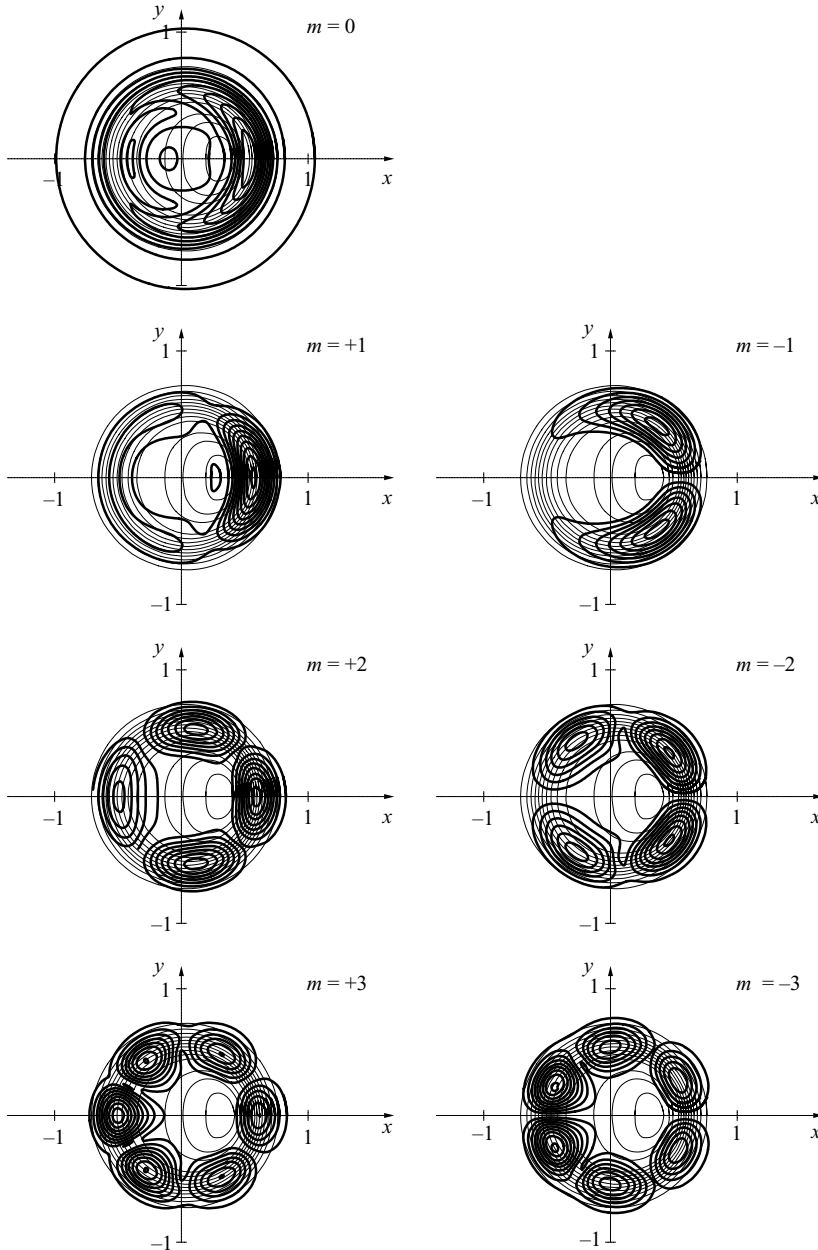 y
m = 0
1
–1
1
x
y
m = +1
1
–1
1
x
–1
y
m = –1
1
–1
1
x
–1
y
m = +2
1
–1
1
x
–1
y
m = –2
1
–1
1
x
–1
y
m = +3
1
–1
1
x
–1
y
m = –3
1
–1
1
x
–1